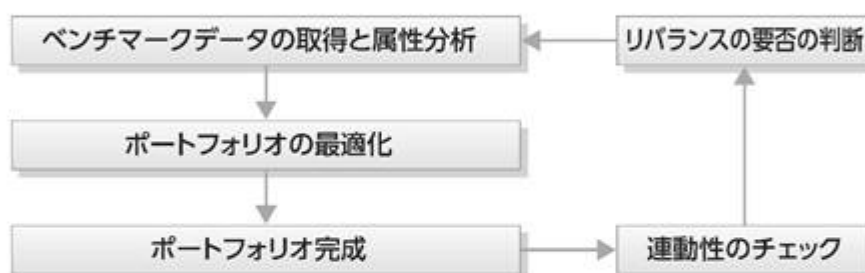 ベンチマークデータの取得と属性分析
リバランスの要否の判断
ポートフォリオの最適化
ポートフォリオ完成
連動性のチェック